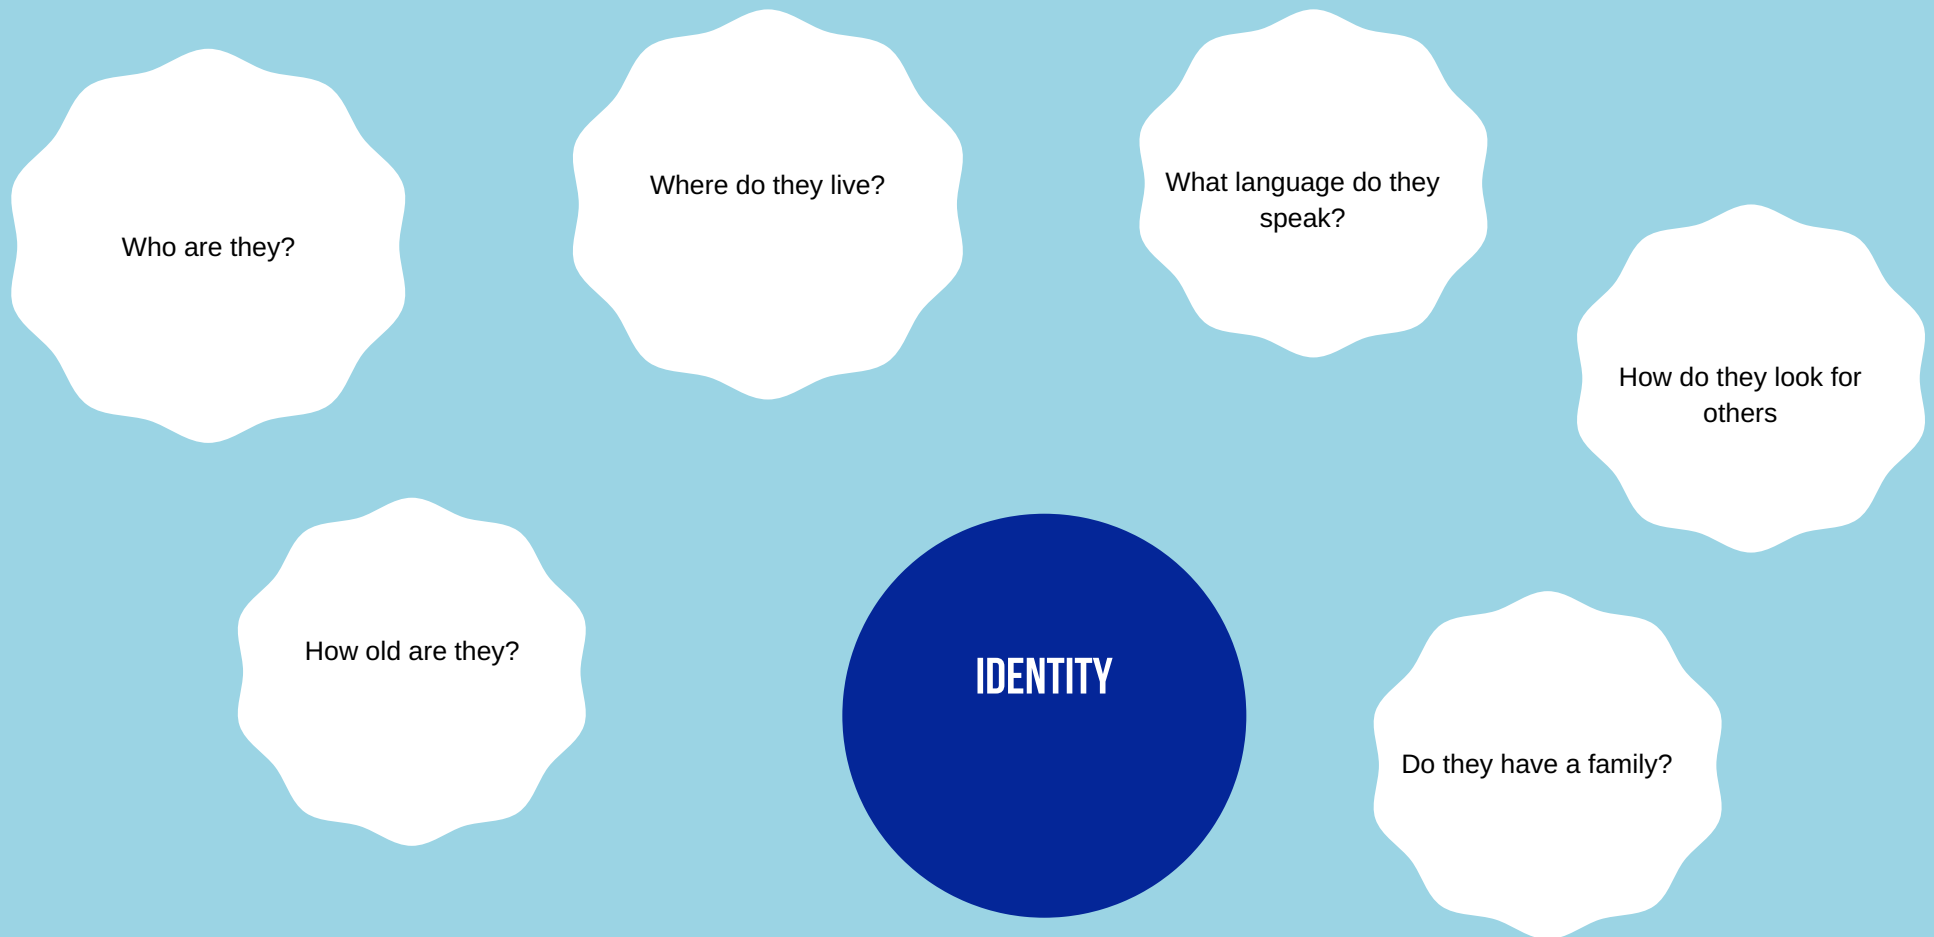 Who are they?
Where do they live?
What language do they
speak?
How do they look for
others
How old are they?
IDENTITY
Do they have a family?